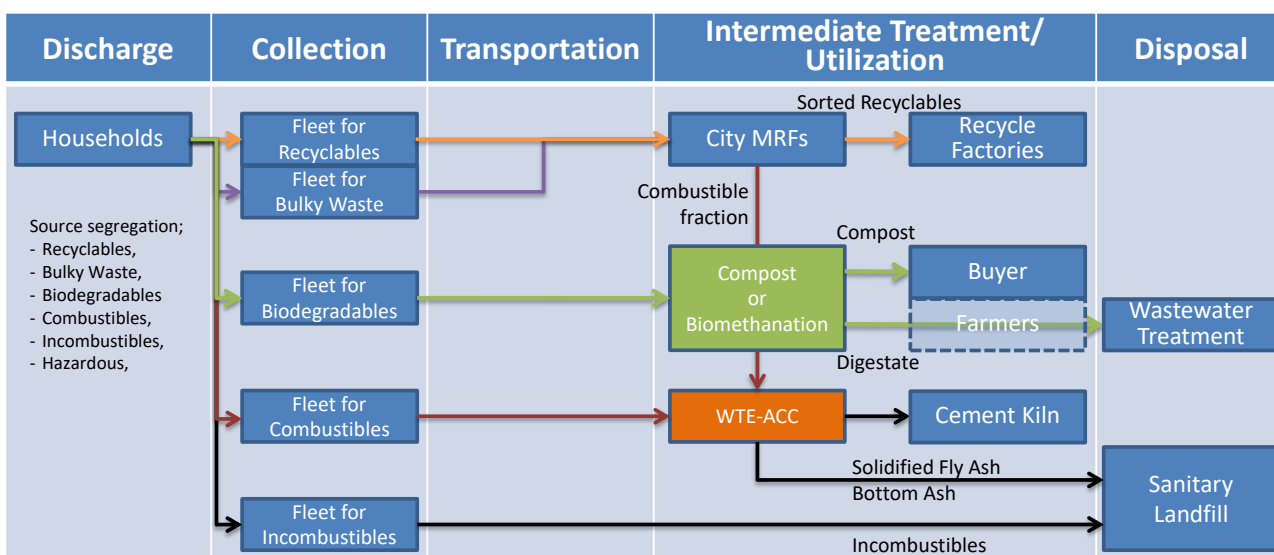 Discharge
Collection
Transportation
Intermediate Treatment/
Utilization
Disposal
Households
Source segregation;
- Recyclables,
- Bulky Waste,
- Biodegradables
- Combustibles,
- Incombustibles,
- Hazardous,
Fleet for
Recyclables
Fleet for
Bulky Waste
Fleet for
Biodegradables
Fleet for
Combustibles
Fleet for
Incombustibles
City MRFs
Sorted Recyclables
Recycle
Factories
Combustible
fraction
Compost
or
Biomethanation
Compost
Buyer
Farmers
Digestate
Wastewater
Treatment
WTE-ACC
Cement Kiln
Solidified Fly Ash
Bottom Ash
Incombustibles
Sanitary
Landfill